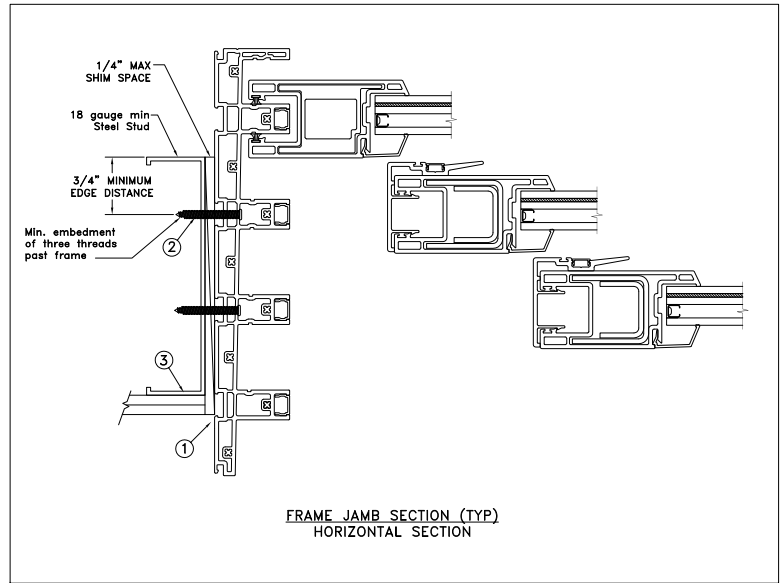 1/4" MAX
SHIM SPACE
18 gauge min
Steel Stud
3/4" MINIMUM
EDGE DISTANCE
Min. embedment
of three threads
past frame
2
3
1
FRAME JAMB SECTION (TYP)
HORIZONTAL SECTION